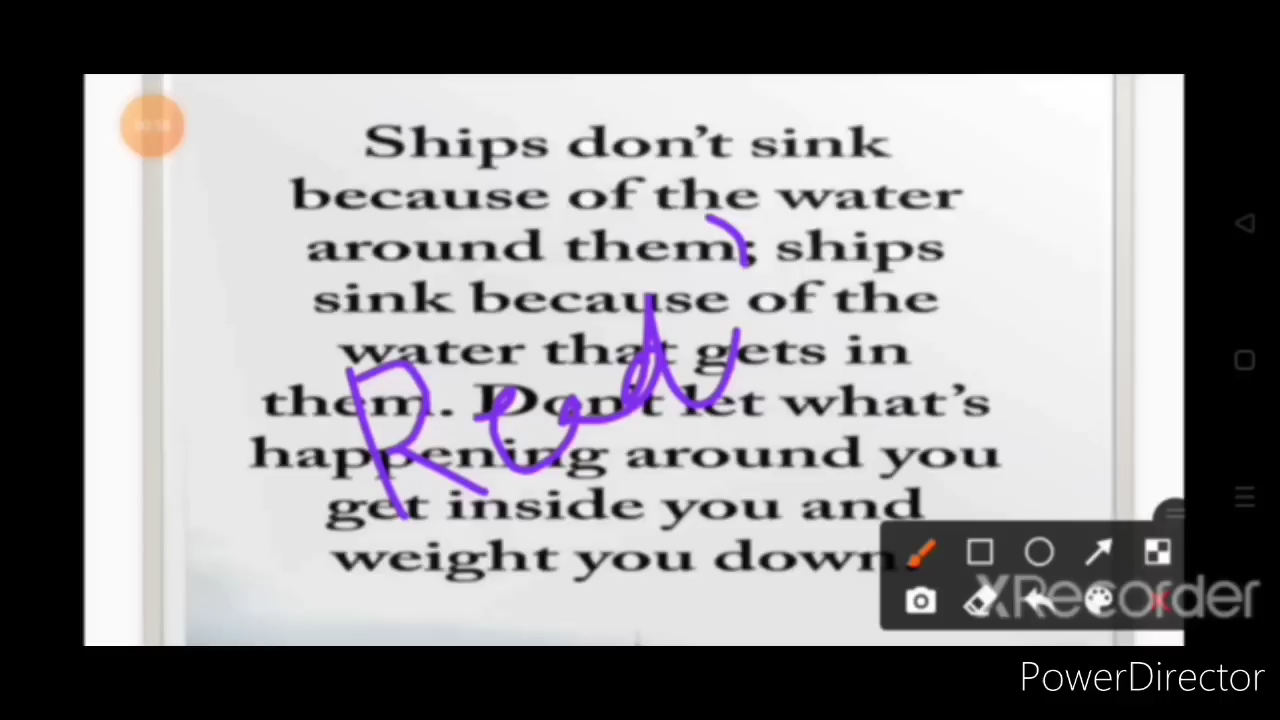 Ships don't sink
because of the water
around them; ships
sink because of the
water that gets in
them. Don't let what's
happening around you
get inside you and
weight you down.
Read
XRecorder
PowerDirector